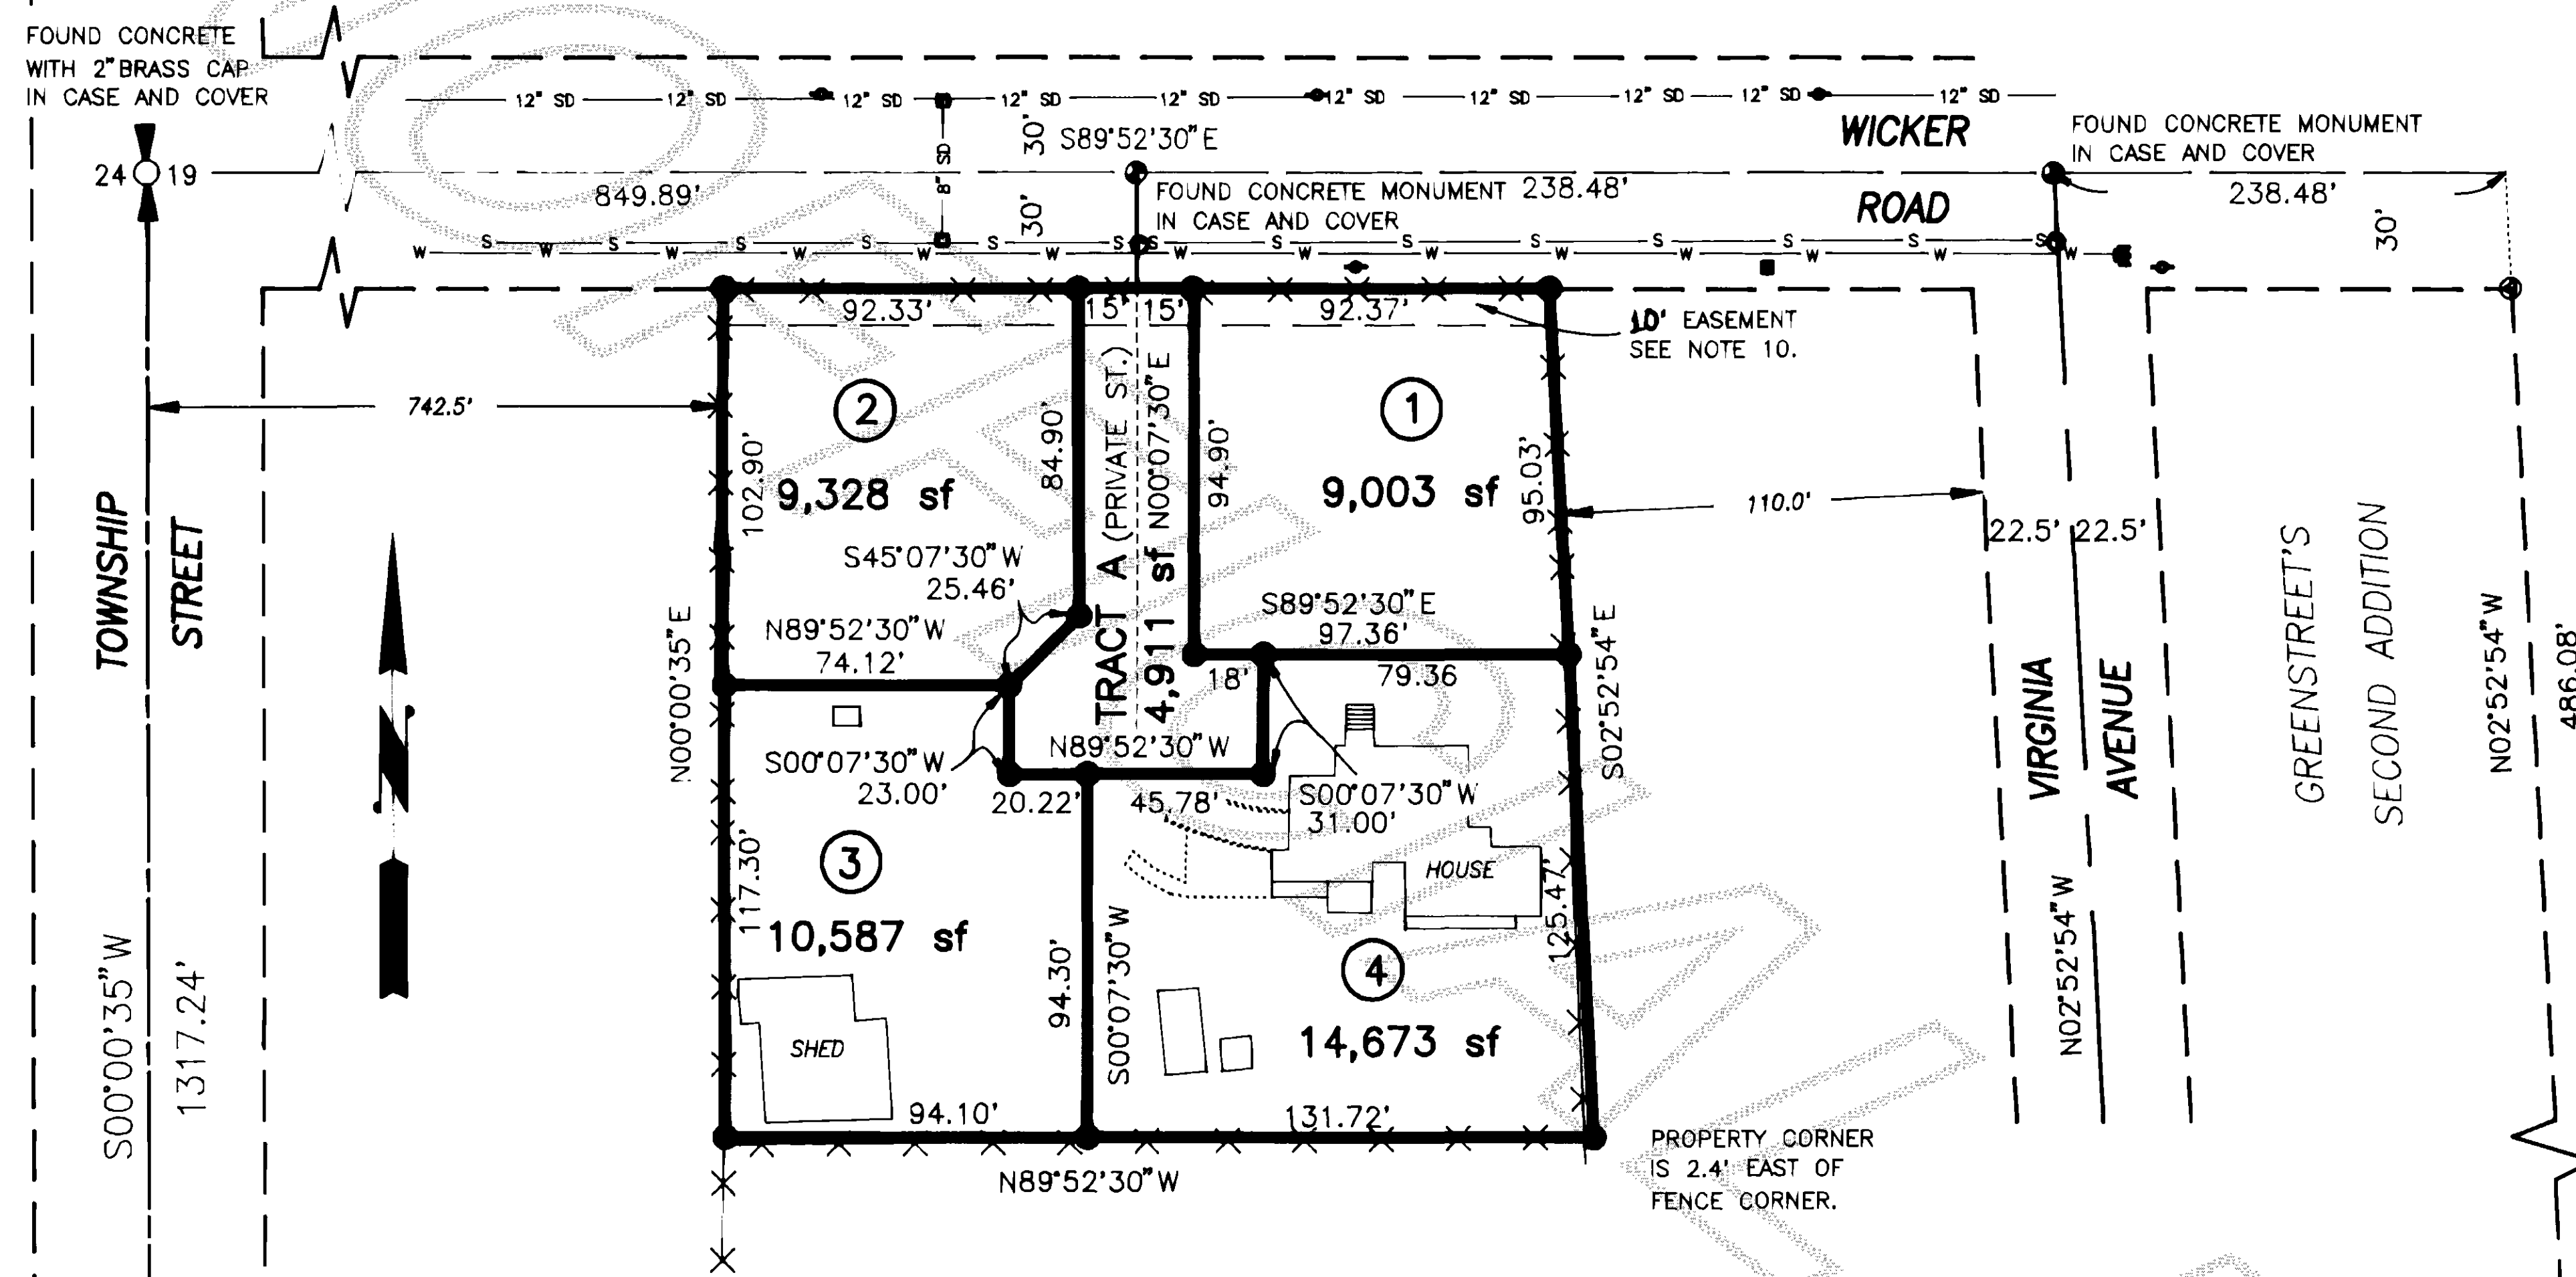 FOUND CONCRETE
WITH 2" BRASS CAP
IN CASE AND COVER
12" SD
12" SD
12" SD
12" SD
12" SD
12" SD
12" SD
12" SD
12" SD
12" SD
24
19
849.89'
8" SD
30'
30'
S89°52'30"E
FOUND CONCRETE MONUMENT
IN CASE AND COVER
238.48'
WICKER
ROAD
FOUND CONCRETE MONUMENT
IN CASE AND COVER
238.48'
30'
S S S S S S S S S S S S S S
W W W W W W W W W W W W W W
92.33'
15'
15'
92.37'
10' EASEMENT
SEE NOTE 10.
742.5'
2
9,328 sf
102.90'
84.90'
S45°07'30"W
25.46'
N89°52'30"W
74.12'
TRACT A (PRIVATE ST.)
4,911 sf
N00°07'30"E
1
9,003 sf
94.90'
95.03'
110.0'
S89°52'30"E
97.36'
18'
79.36
TOWNSHIP
STREET
N00°00'35"E
S02°52'54"E
22.5'
22.5'
VIRGINIA
AVENUE
N02°52'54"W
GREENSTREET'S
SECOND ADDITION
N02°52'54"W
486.08'
N
S00°07'30"W
23.00'
N89°52'30"W
20.22'
45.78'
S00°07'30"W
31.00'
3
10,587 sf
117.30'
94.30'
S00°07'30"W
SHED
94.10'
HOUSE
125.47'
4
14,673 sf
131.72'
N89°52'30"W
S00°00'35"W
1317.24'
PROPERTY CORNER
IS 2.4' EAST OF
FENCE CORNER.